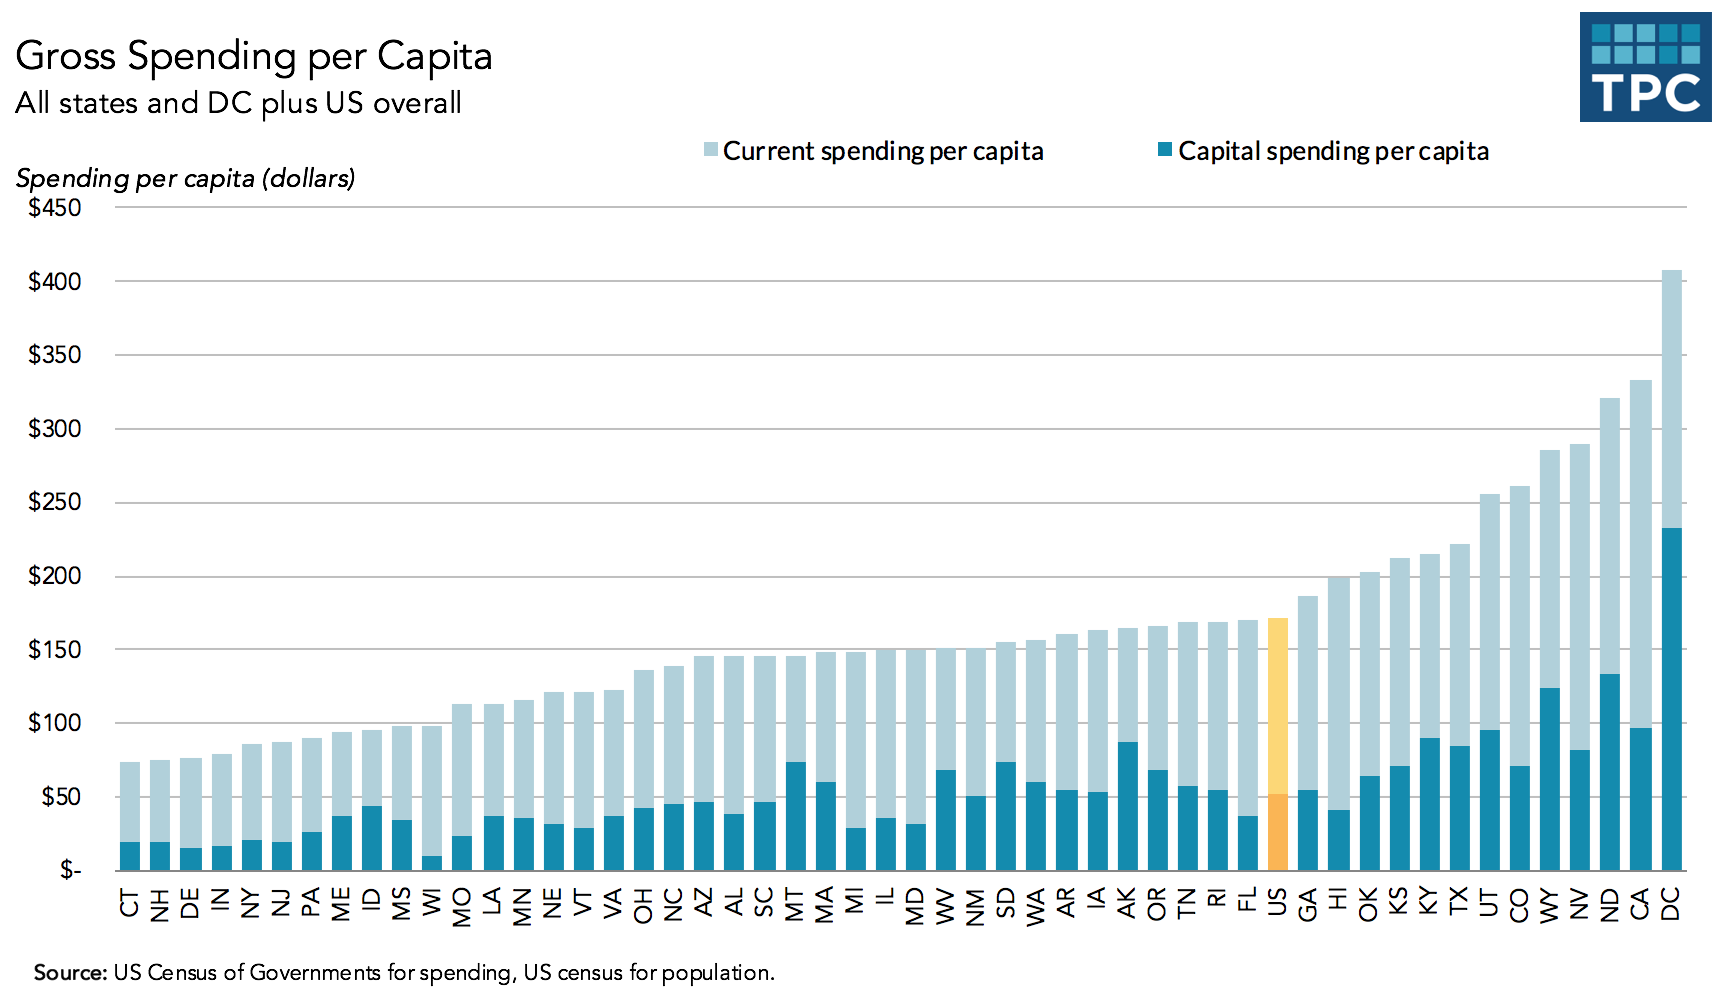 Gross Spending per Capita
All states and DC plus US overall
TPC
Current spending per capita
Capital spending per capita
Spending per capita (dollars)
$450
$400
$350
$300
$250
$200
$150
$100
$50
$-
CT NH DE IN NY NJ PA ME ID MS WI MO LA MN NE VT VA OH NC AZ AL SC MT MA MI IL MD WV NM SD WA AR IA AK OR TN RI FL US GA HI OK KS KY TX UT CO WY NV ND CA DC
Source: US Census of Governments for spending, US census for population.